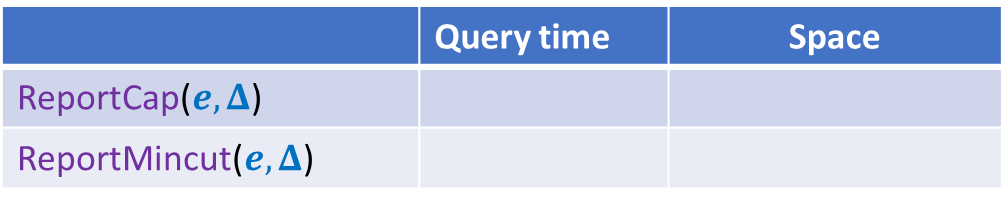 Query time Space
ReportCap(e, Δ)
ReportMincut(e, Δ)